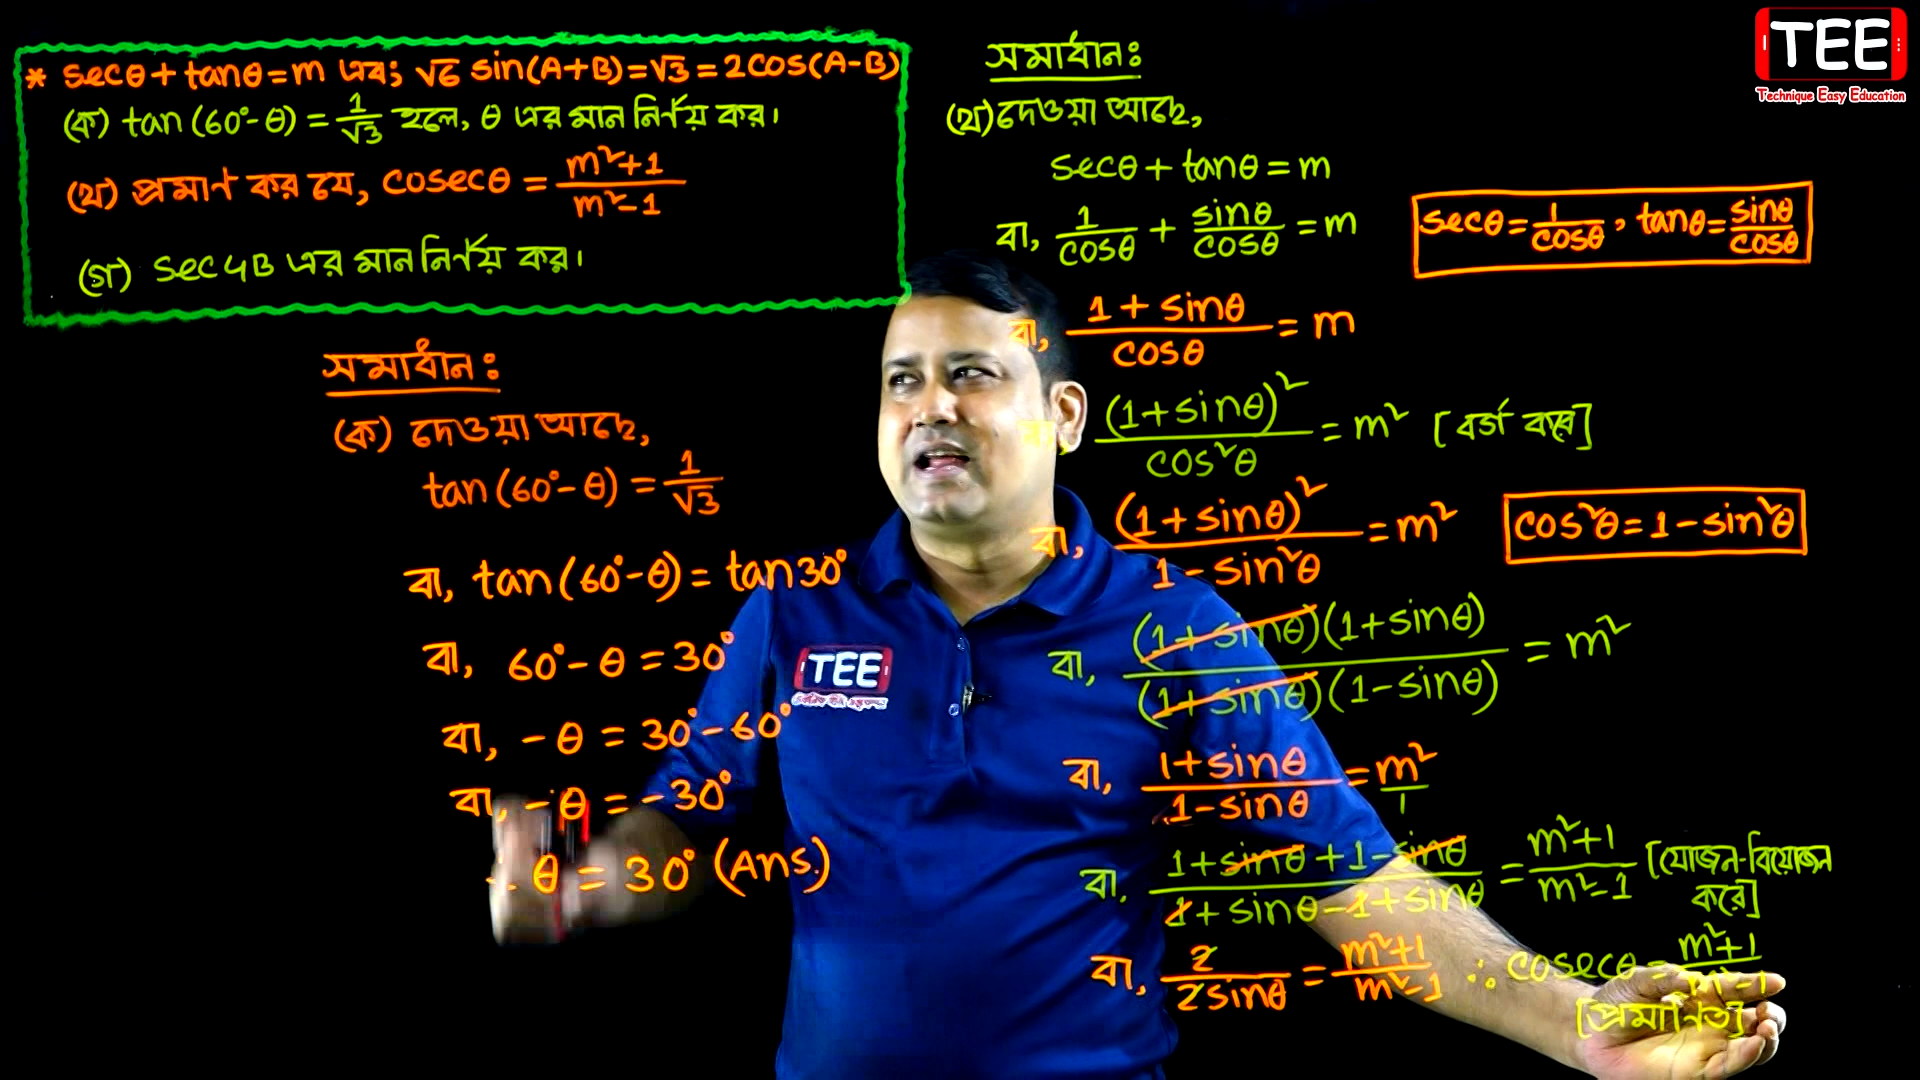 * secθ + tanθ = m এবং √6 sin(A+B) = √3 = 2cos(A-B)
(ক) tan(60°-θ) = 1/√3 হলে, θ এর মান নির্ণয় কর।
(খ) প্রমাণ কর যে, cosecθ = (m²+1)/(m²-1)
(গ) sec4B এর মান নির্ণয় কর।
সমাধান:
(ক) দেওয়া আছে,
tan(60°-θ) = 1/√3
বা, tan(60°-θ) = tan30°
বা, 60°-θ = 30°
বা, -θ = 30°-60°
বা, -θ = -30°
θ = 30° (Ans.)
সমাধান:
(খ) দেওয়া আছে,
secθ + tanθ = m
বা, 1/cosθ + sinθ/cosθ = m
secθ = 1/cosθ, tanθ = sinθ/cosθ
বা, (1 + sinθ)/cosθ = m
বা, (1+sinθ)²/cos²θ = m² [বর্গ করে]
বা, (1+sinθ)²/(1-sin²θ) = m²
cos²θ = 1-sin²θ
বা, (1+sinθ)(1+sinθ)/(1+sinθ)(1-sinθ) = m²
বা, (1+sinθ)/(1-sinθ) = m²/1
বা, (1+sinθ+1-sinθ)/(1+sinθ-1+sinθ) = (m²+1)/(m²-1) [যোজন-বিয়োজন করে]
বা, 2/2sinθ = (m²+1)/(m²-1) ∴ cosecθ = (m²+1)/(m²-1)
[প্রমাণিত]
TEE
Technique Easy Education
TEE